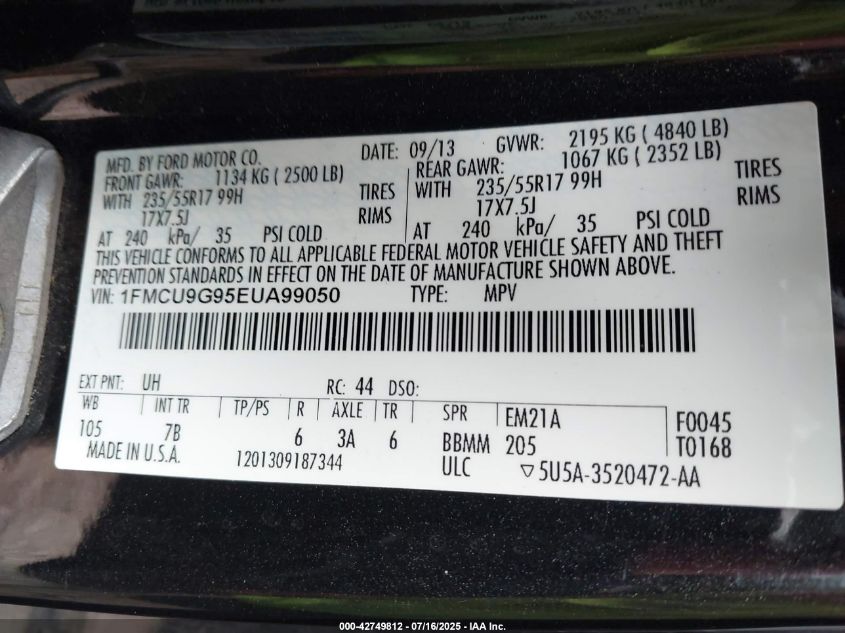 MFD. BY FORD MOTOR CO.
DATE: 09/13 GVWR: 2195 KG ( 4840 LB)
FRONT GAWR: 1134 KG ( 2500 LB) REAR GAWR: 1067 KG ( 2352 LB)
WITH 235/55R17 99H TIRES WITH 235/55R17 99H TIRES
17X7.5J RIMS 17X7.5J RIMS
AT 240 kPa/ 35 PSI COLD AT 240 kPa/ 35 PSI COLD
THIS VEHICLE CONFORMS TO ALL APPLICABLE FEDERAL MOTOR VEHICLE SAFETY AND THEFT
PREVENTION STANDARDS IN EFFECT ON THE DATE OF MANUFACTURE SHOWN ABOVE.
VIN: 1FMCU9G95EUA99050 TYPE: MPV
EXT PNT: UH RC: 44 DSO:
WB INT TR TP/PS R AXLE TR SPR EM21A F0045
105 7B 6 3A 6 BBMM 205 T0168
MADE IN U.S.A. 1201309187344 ULC ▽5U5A-3520472-AA
000-42749812 - 07/16/2025 - IAA Inc.